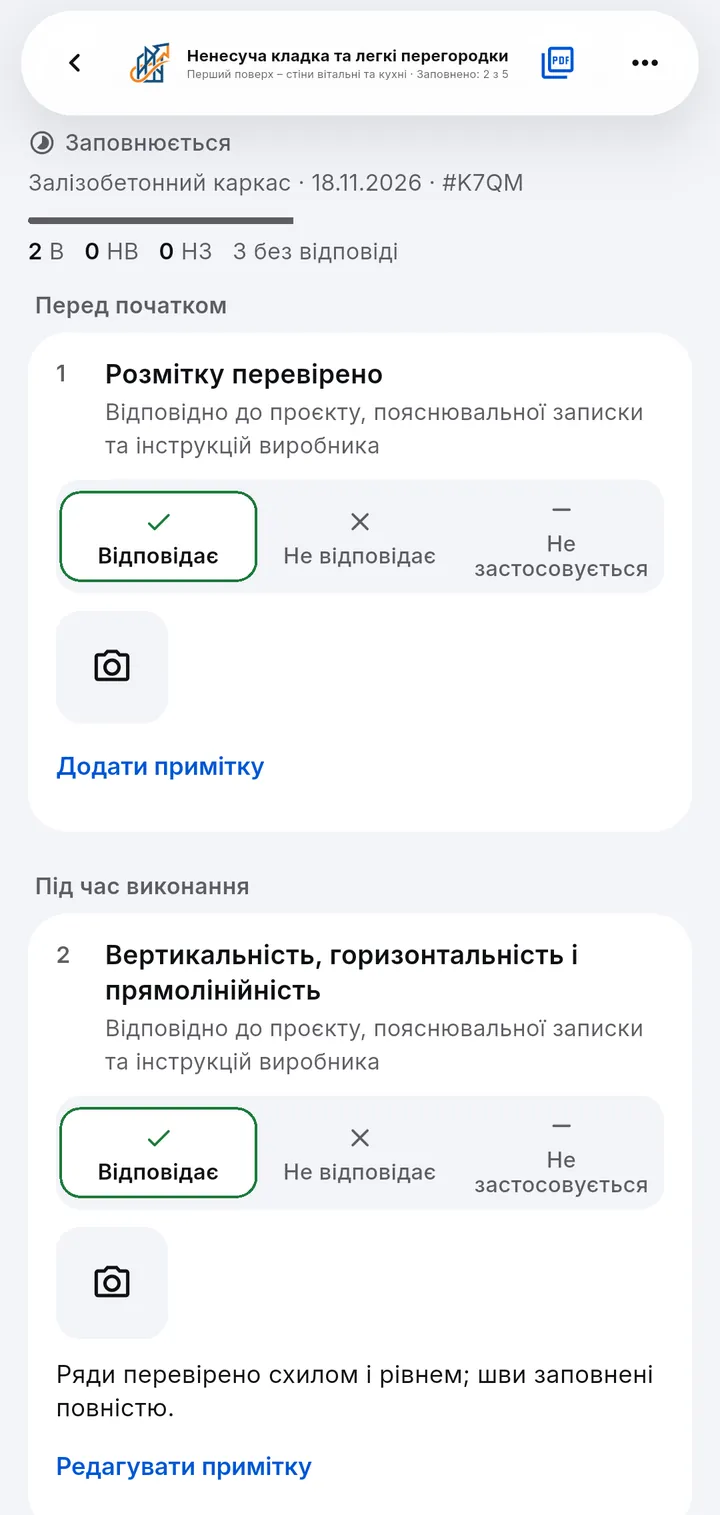 Ненесуча кладка та легкі перегородки
Перший поверх – стіни вітальні та кухні · Заповнено: 2 з 5
PDF
Заповнюється
Залізобетонний каркас · 18.11.2026 · #K7QM
2 В 0 НВ 0 НЗ 3 без відповіді
Перед початком
1 Розмітку перевірено
Відповідно до проєкту, пояснювальної записки
та інструкцій виробника
Відповідає
Не відповідає
Не
застосовується
Додати примітку
Під час виконання
2 Вертикальність, горизонтальність і
прямолінійність
Відповідно до проєкту, пояснювальної записки
та інструкцій виробника
Відповідає
Не відповідає
Не
застосовується
Ряди перевірено схилом і рівнем; шви заповнені
повністю.
Редагувати примітку